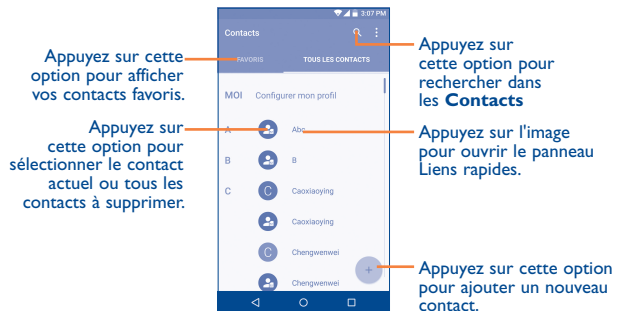 3:07 PM
Contacts
FAVORIS
TOUS LES CONTACTS
MOI Configurer mon profil
A Abc
B B
C C Caoxiaoying
Caoxiaoying
C Chengwenwei
Chengwenwei
Appuyez sur cette
option pour afficher
vos contacts favoris.
Appuyez sur
cette option pour
sélectionner le contact
actuel ou tous les
contacts à supprimer.
Appuyez sur
cette option pour
rechercher dans
les Contacts
Appuyez sur l'image
pour ouvrir le panneau
Liens rapides.
Appuyez sur cette option
pour ajouter un nouveau
contact.